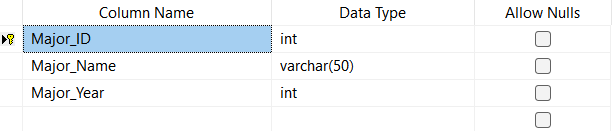 Column Name Data Type Allow Nulls
Major_ID int
Major_Name varchar(50)
Major_Year int